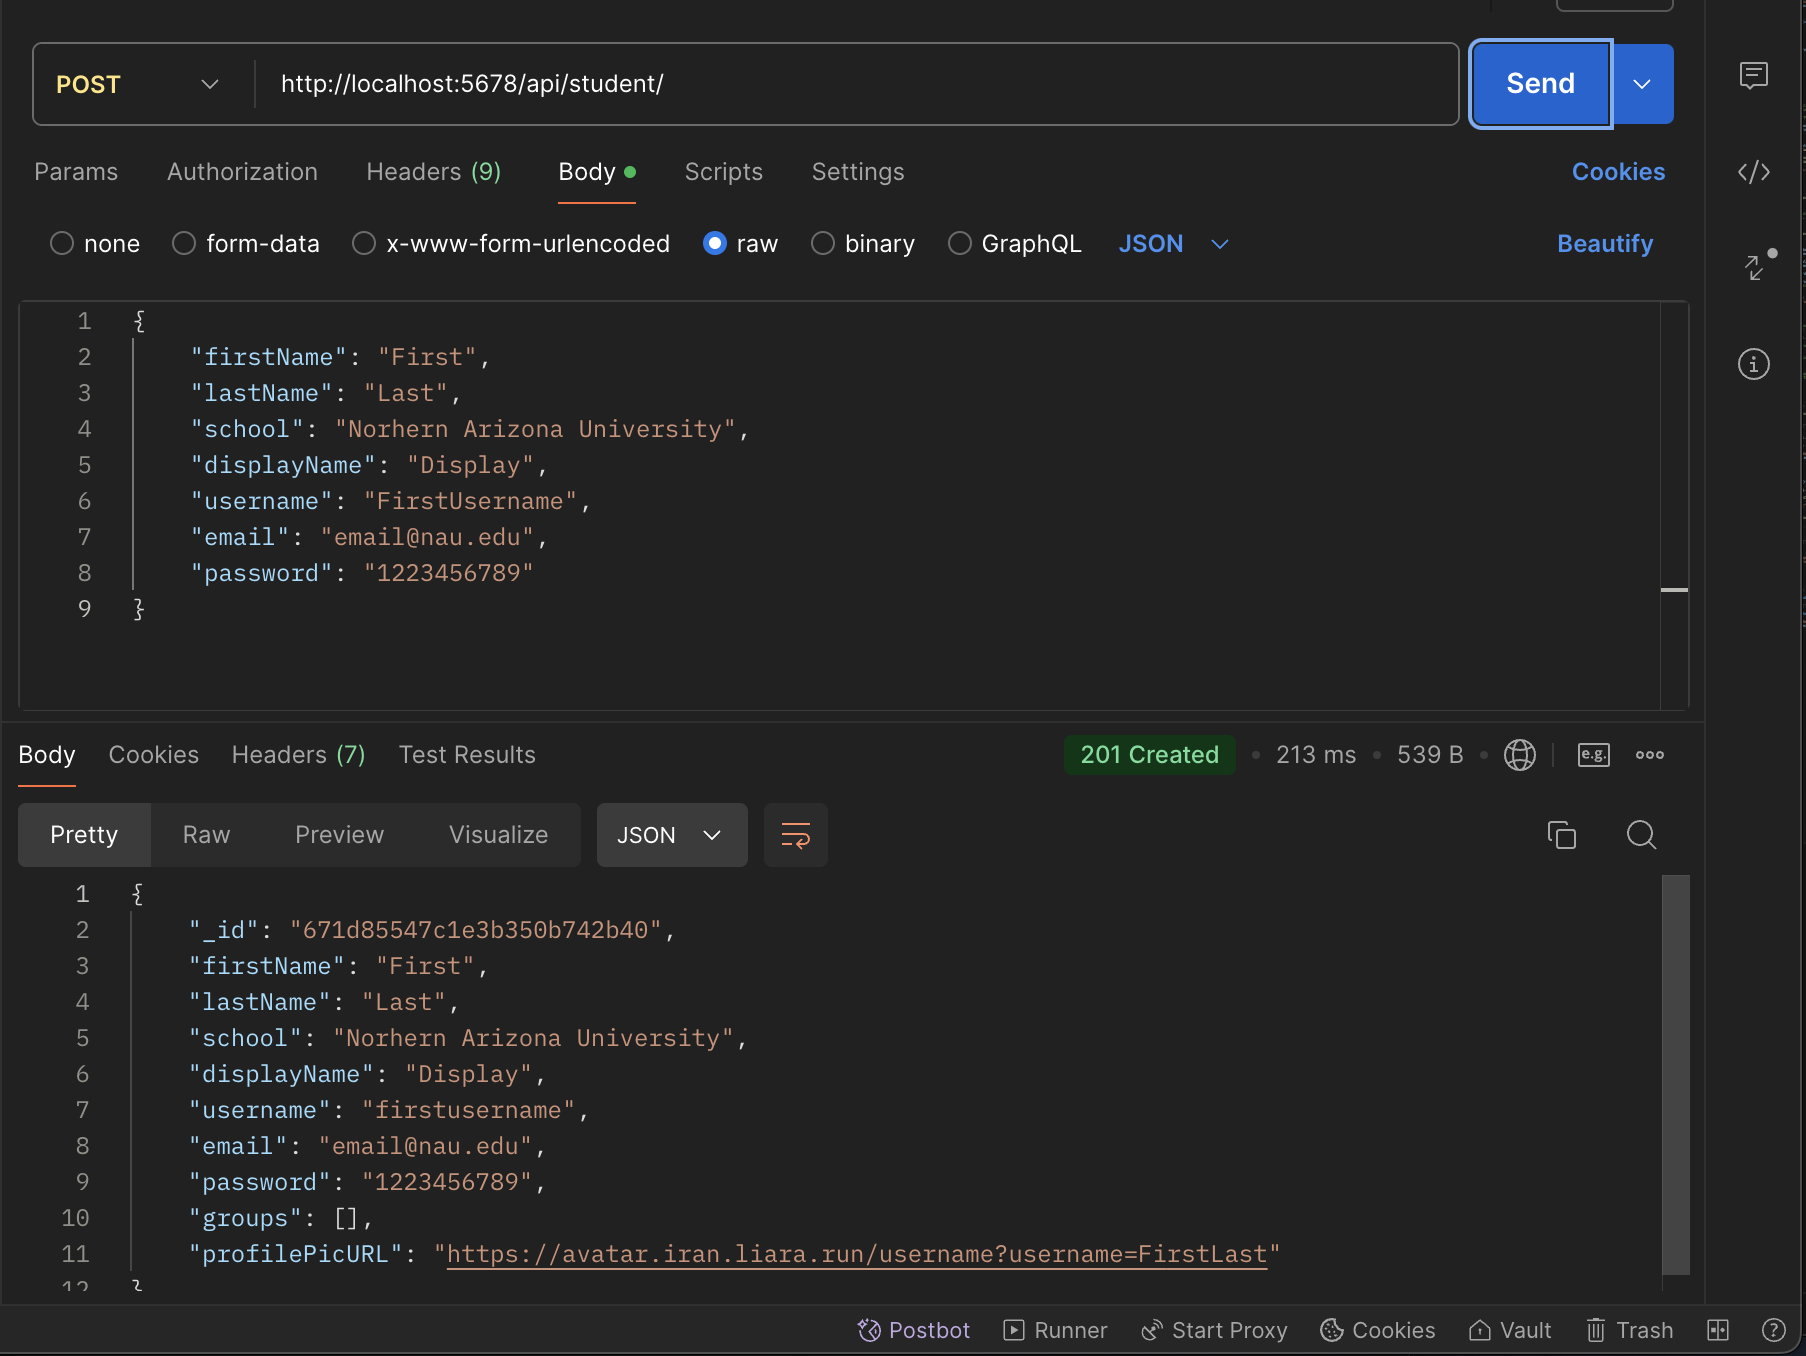 POST http://localhost:5678/api/student/ Send
Params Authorization Headers (9) Body Scripts Settings Cookies
none form-data x-www-form-urlencoded raw binary GraphQL JSON Beautify
1 {
2 "firstName": "First",
3 "lastName": "Last",
4 "school": "Norhern Arizona University",
5 "displayName": "Display",
6 "username": "FirstUsername",
7 "email": "email@nau.edu",
8 "password": "1223456789"
9 }
Body Cookies Headers (7) Test Results 201 Created • 213 ms • 539 B • e.g.
Pretty Raw Preview Visualize JSON
1 {
2 "_id": "671d85547c1e3b350b742b40",
3 "firstName": "First",
4 "lastName": "Last",
5 "school": "Norhern Arizona University",
6 "displayName": "Display",
7 "username": "firstusername",
8 "email": "email@nau.edu",
9 "password": "1223456789",
10 "groups": [],
11 "profilePicURL": "https://avatar.iran.liara.run/username?username=FirstLast"
12 }
Postbot Runner Start Proxy Cookies Vault Trash